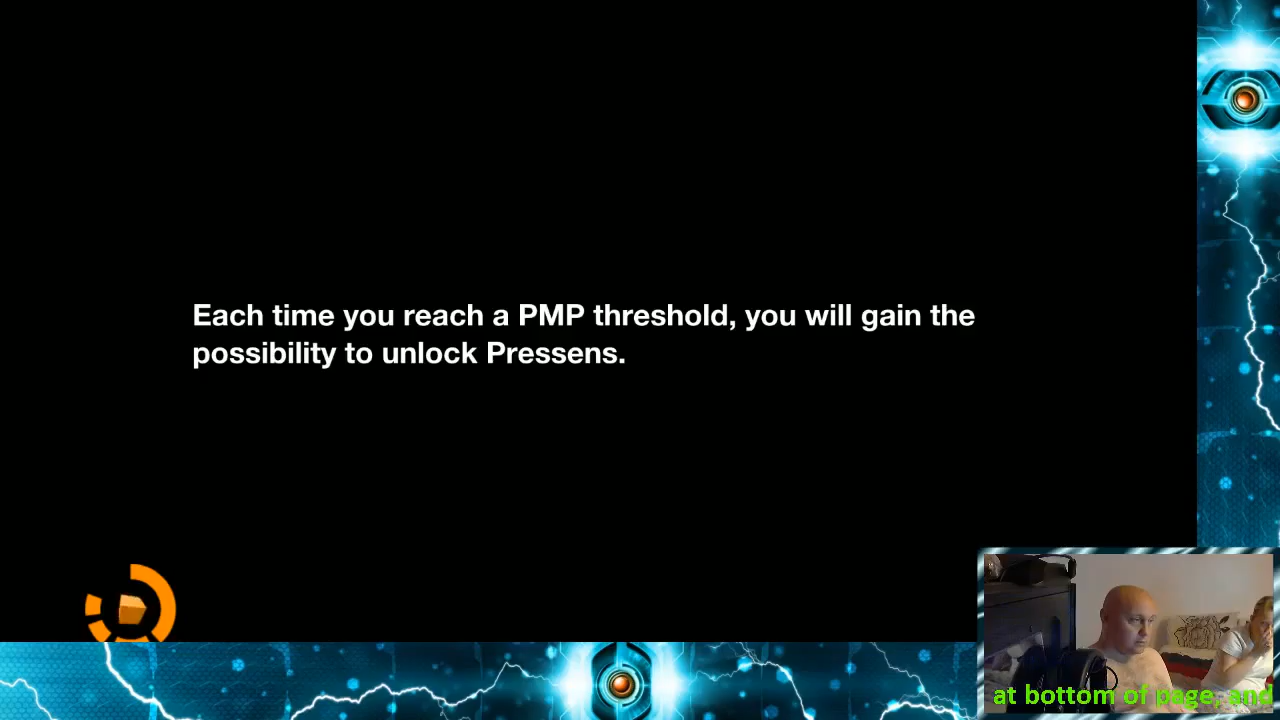 Each time you reach a PMP threshold, you will gain the
possibility to unlock Pressens.
at bottom of page, and